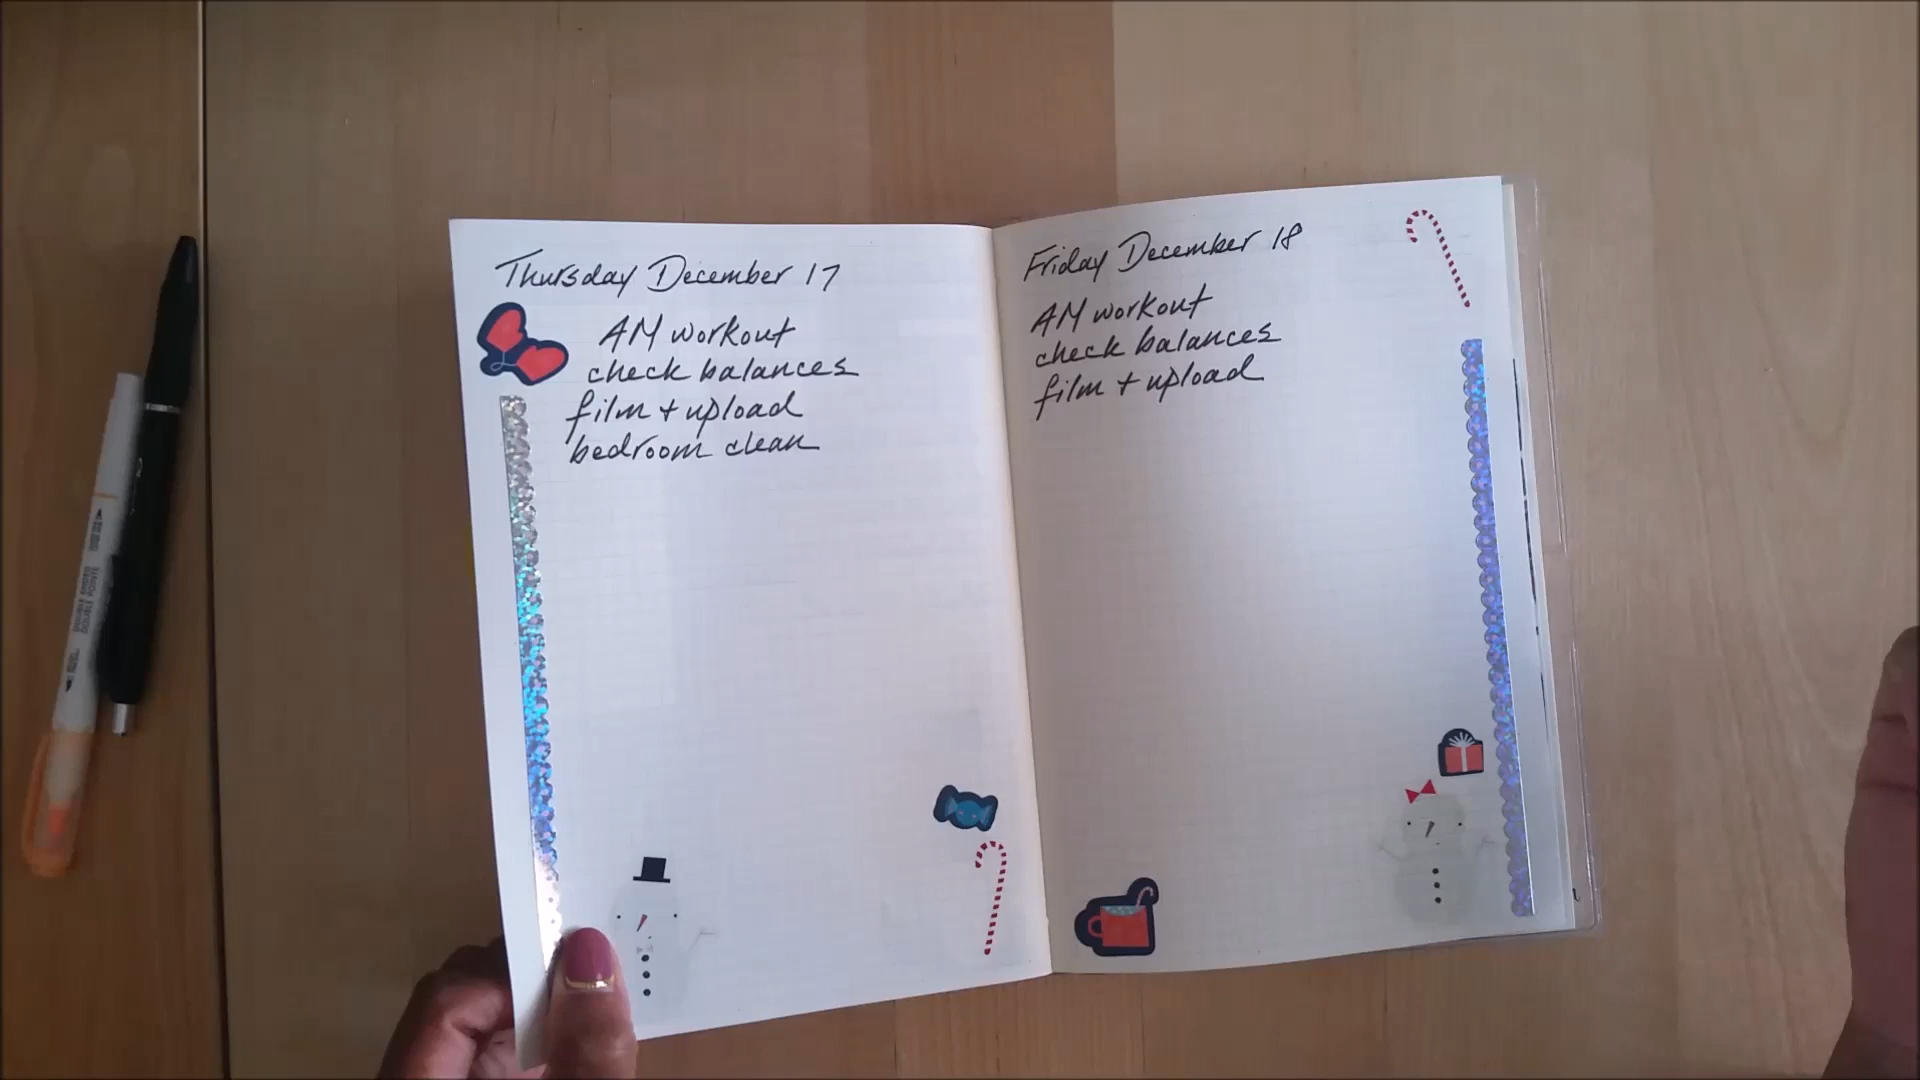 Thursday December 17
AM workout
check balances
film + upload
bedroom clean
Friday December 18
AM workout
check balances
film + upload